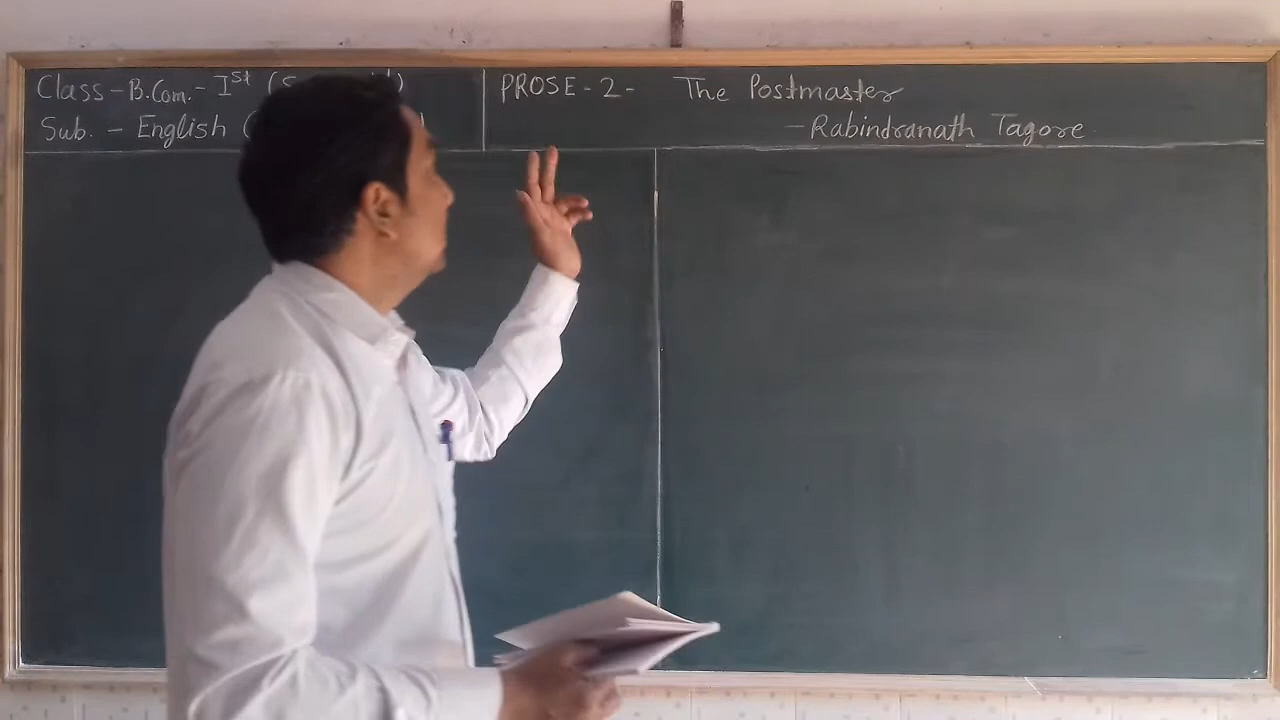 Class - B.Com. - Ist (
Sub. - English (
PROSE - 2 - The Postmaster
- Rabindranath Tagore